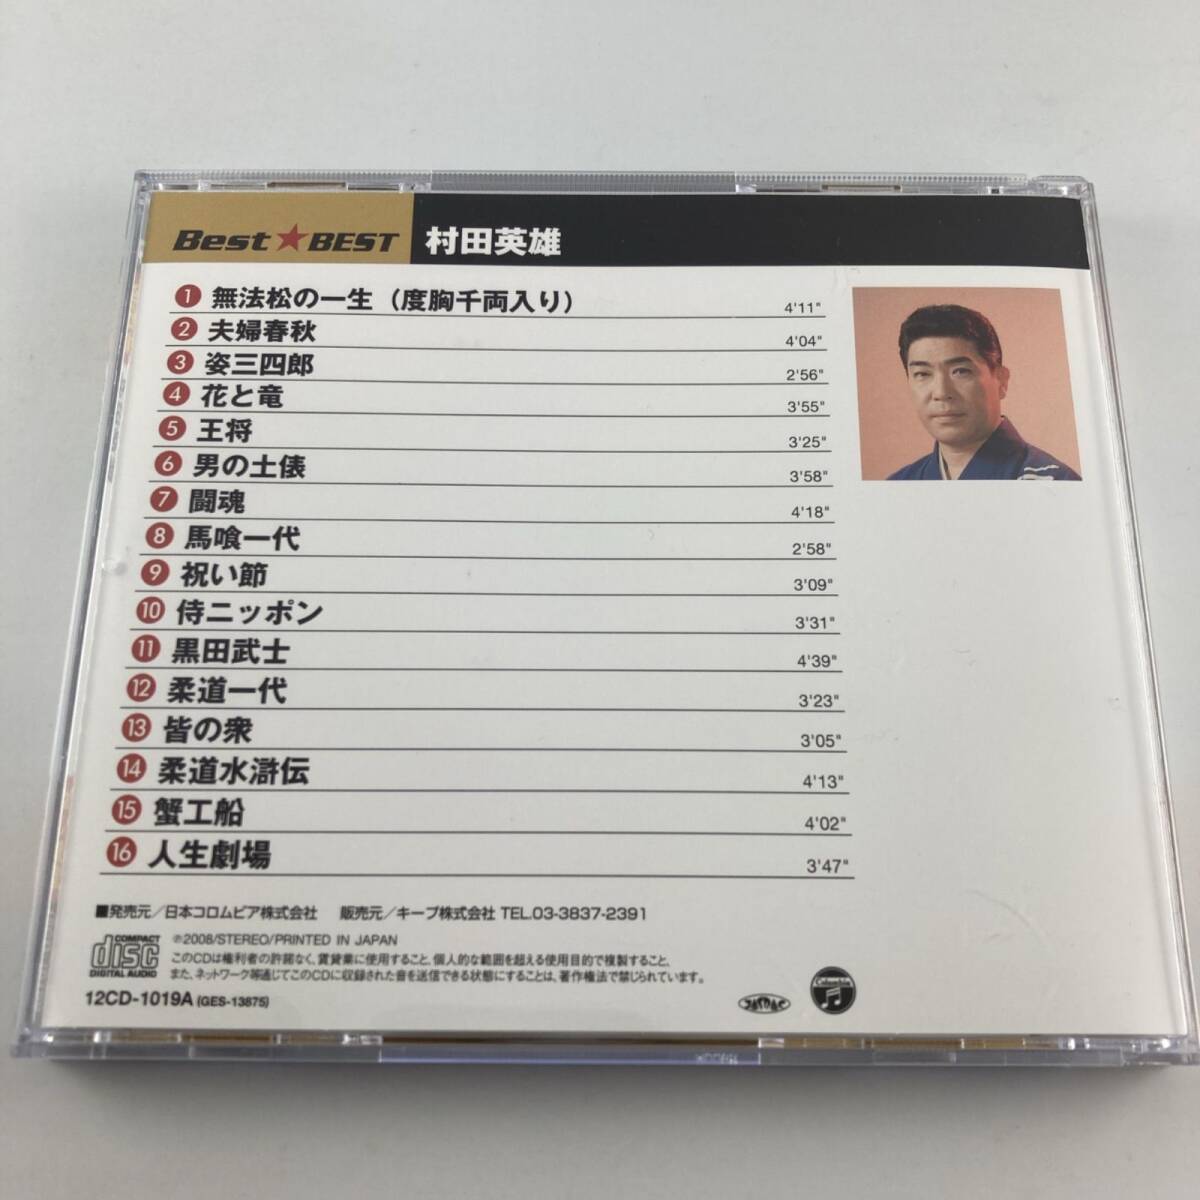 Best★BEST 村田英雄
1 無法松の一生（度胸千両入り） 4'11"
2 夫婦春秋 4'04"
3 姿三四郎 2'56"
4 花と竜 3'55"
5 王将 3'25"
6 男の土俵 3'58"
7 闘魂 4'18"
8 馬喰一代 2'58"
9 祝い節 3'09"
10 侍ニッポン 3'31"
11 黒田武士 4'39"
12 柔道一代 3'23"
13 皆の衆 3'05"
14 柔道水滸伝 4'13"
15 蟹工船 4'02"
16 人生劇場 3'47"
■発売元／日本コロムビア株式会社 販売元／キープ株式会社 TEL.03-3837-2391
COMPACT
disc
DIGITAL AUDIO
℗2008/STEREO/PRINTED IN JAPAN
このCDは権利者の許諾なく、賃貸業に使用すること、個人的な範囲を超える使用目的で複製すること、
また、ネットワーク等通じてこのCDに収録された音を送信できる状態にすることは、著作権法で禁じられています。
12CD-1019A (GES-13875)
JASRAC
Columbia